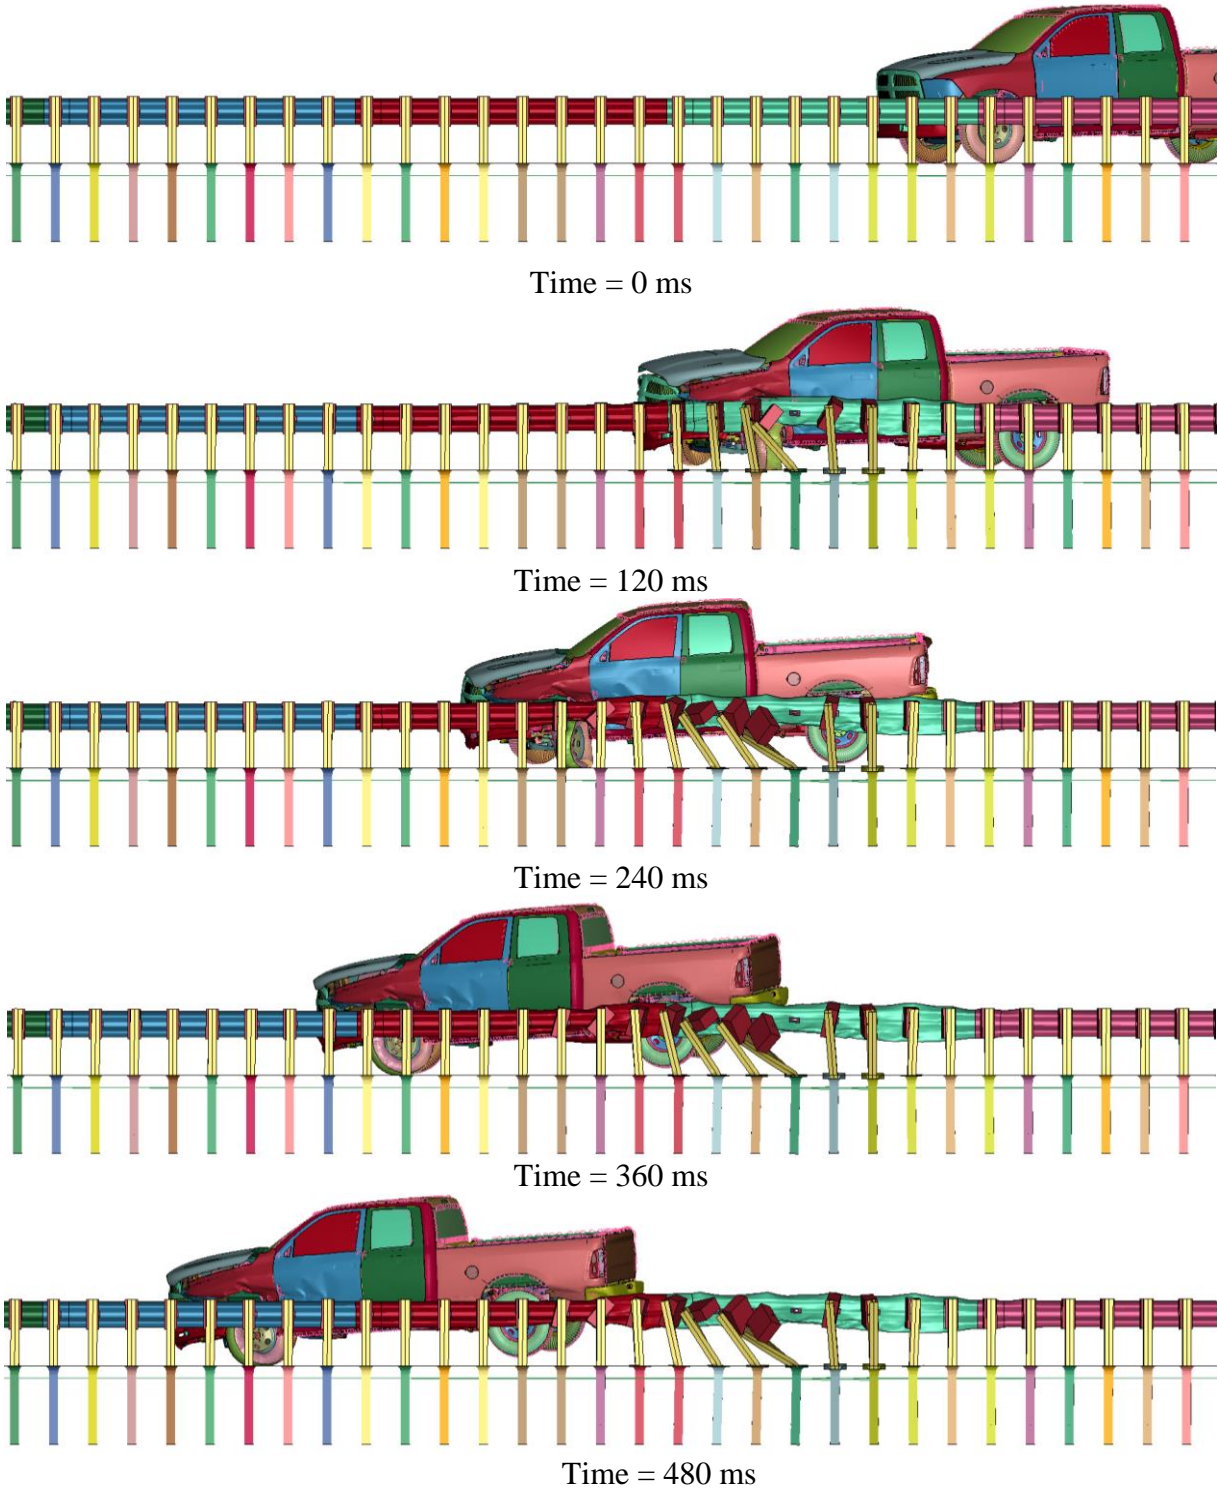 Time = 0 ms
Time = 120 ms
Time = 240 ms
Time = 360 ms
Time = 480 ms